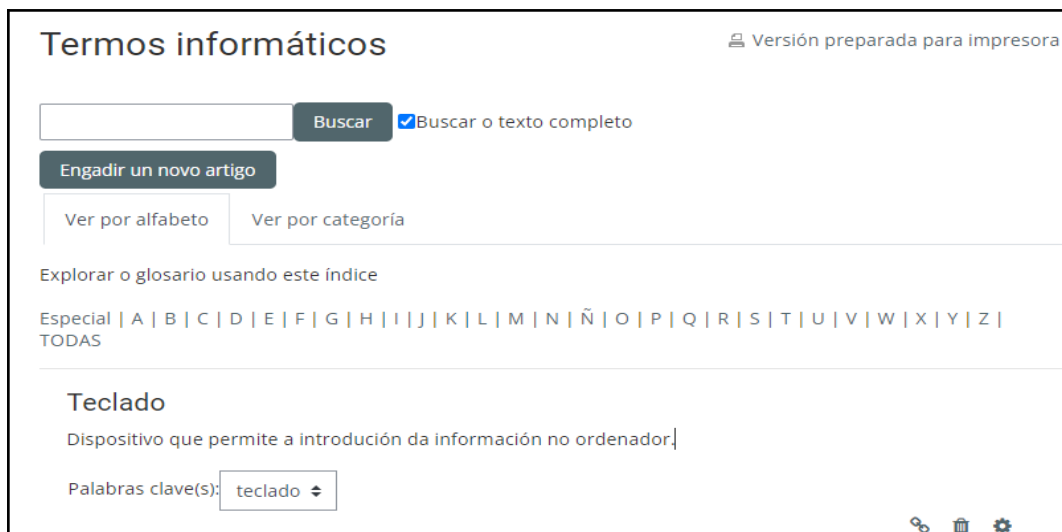 Termos informáticos
Versión preparada para impresora
Buscar
Buscar o texto completo
Engadir un novo artigo
Ver por alfabeto
Ver por categoría
Explorar o glosario usando este índice
Especial | A | B | C | D | E | F | G | H | I | J | K | L | M | N | Ñ | O | P | Q | R | S | T | U | V | W | X | Y | Z |
TODAS
Teclado
Dispositivo que permite a introdución da información no ordenador.
Palabras clave(s): teclado